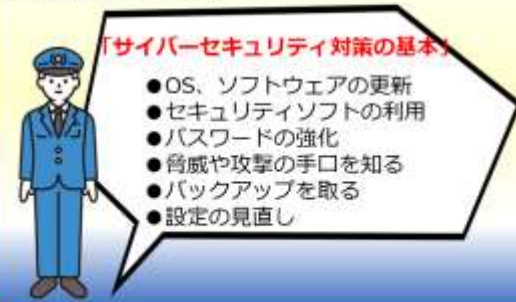 「サイバーセキュリティ対策の基本」
●OS、ソフトウェアの更新
●セキュリティソフトの利用
●パスワードの強化
●脅威や攻撃の手口を知る
●バックアップを取る
●設定の見直し